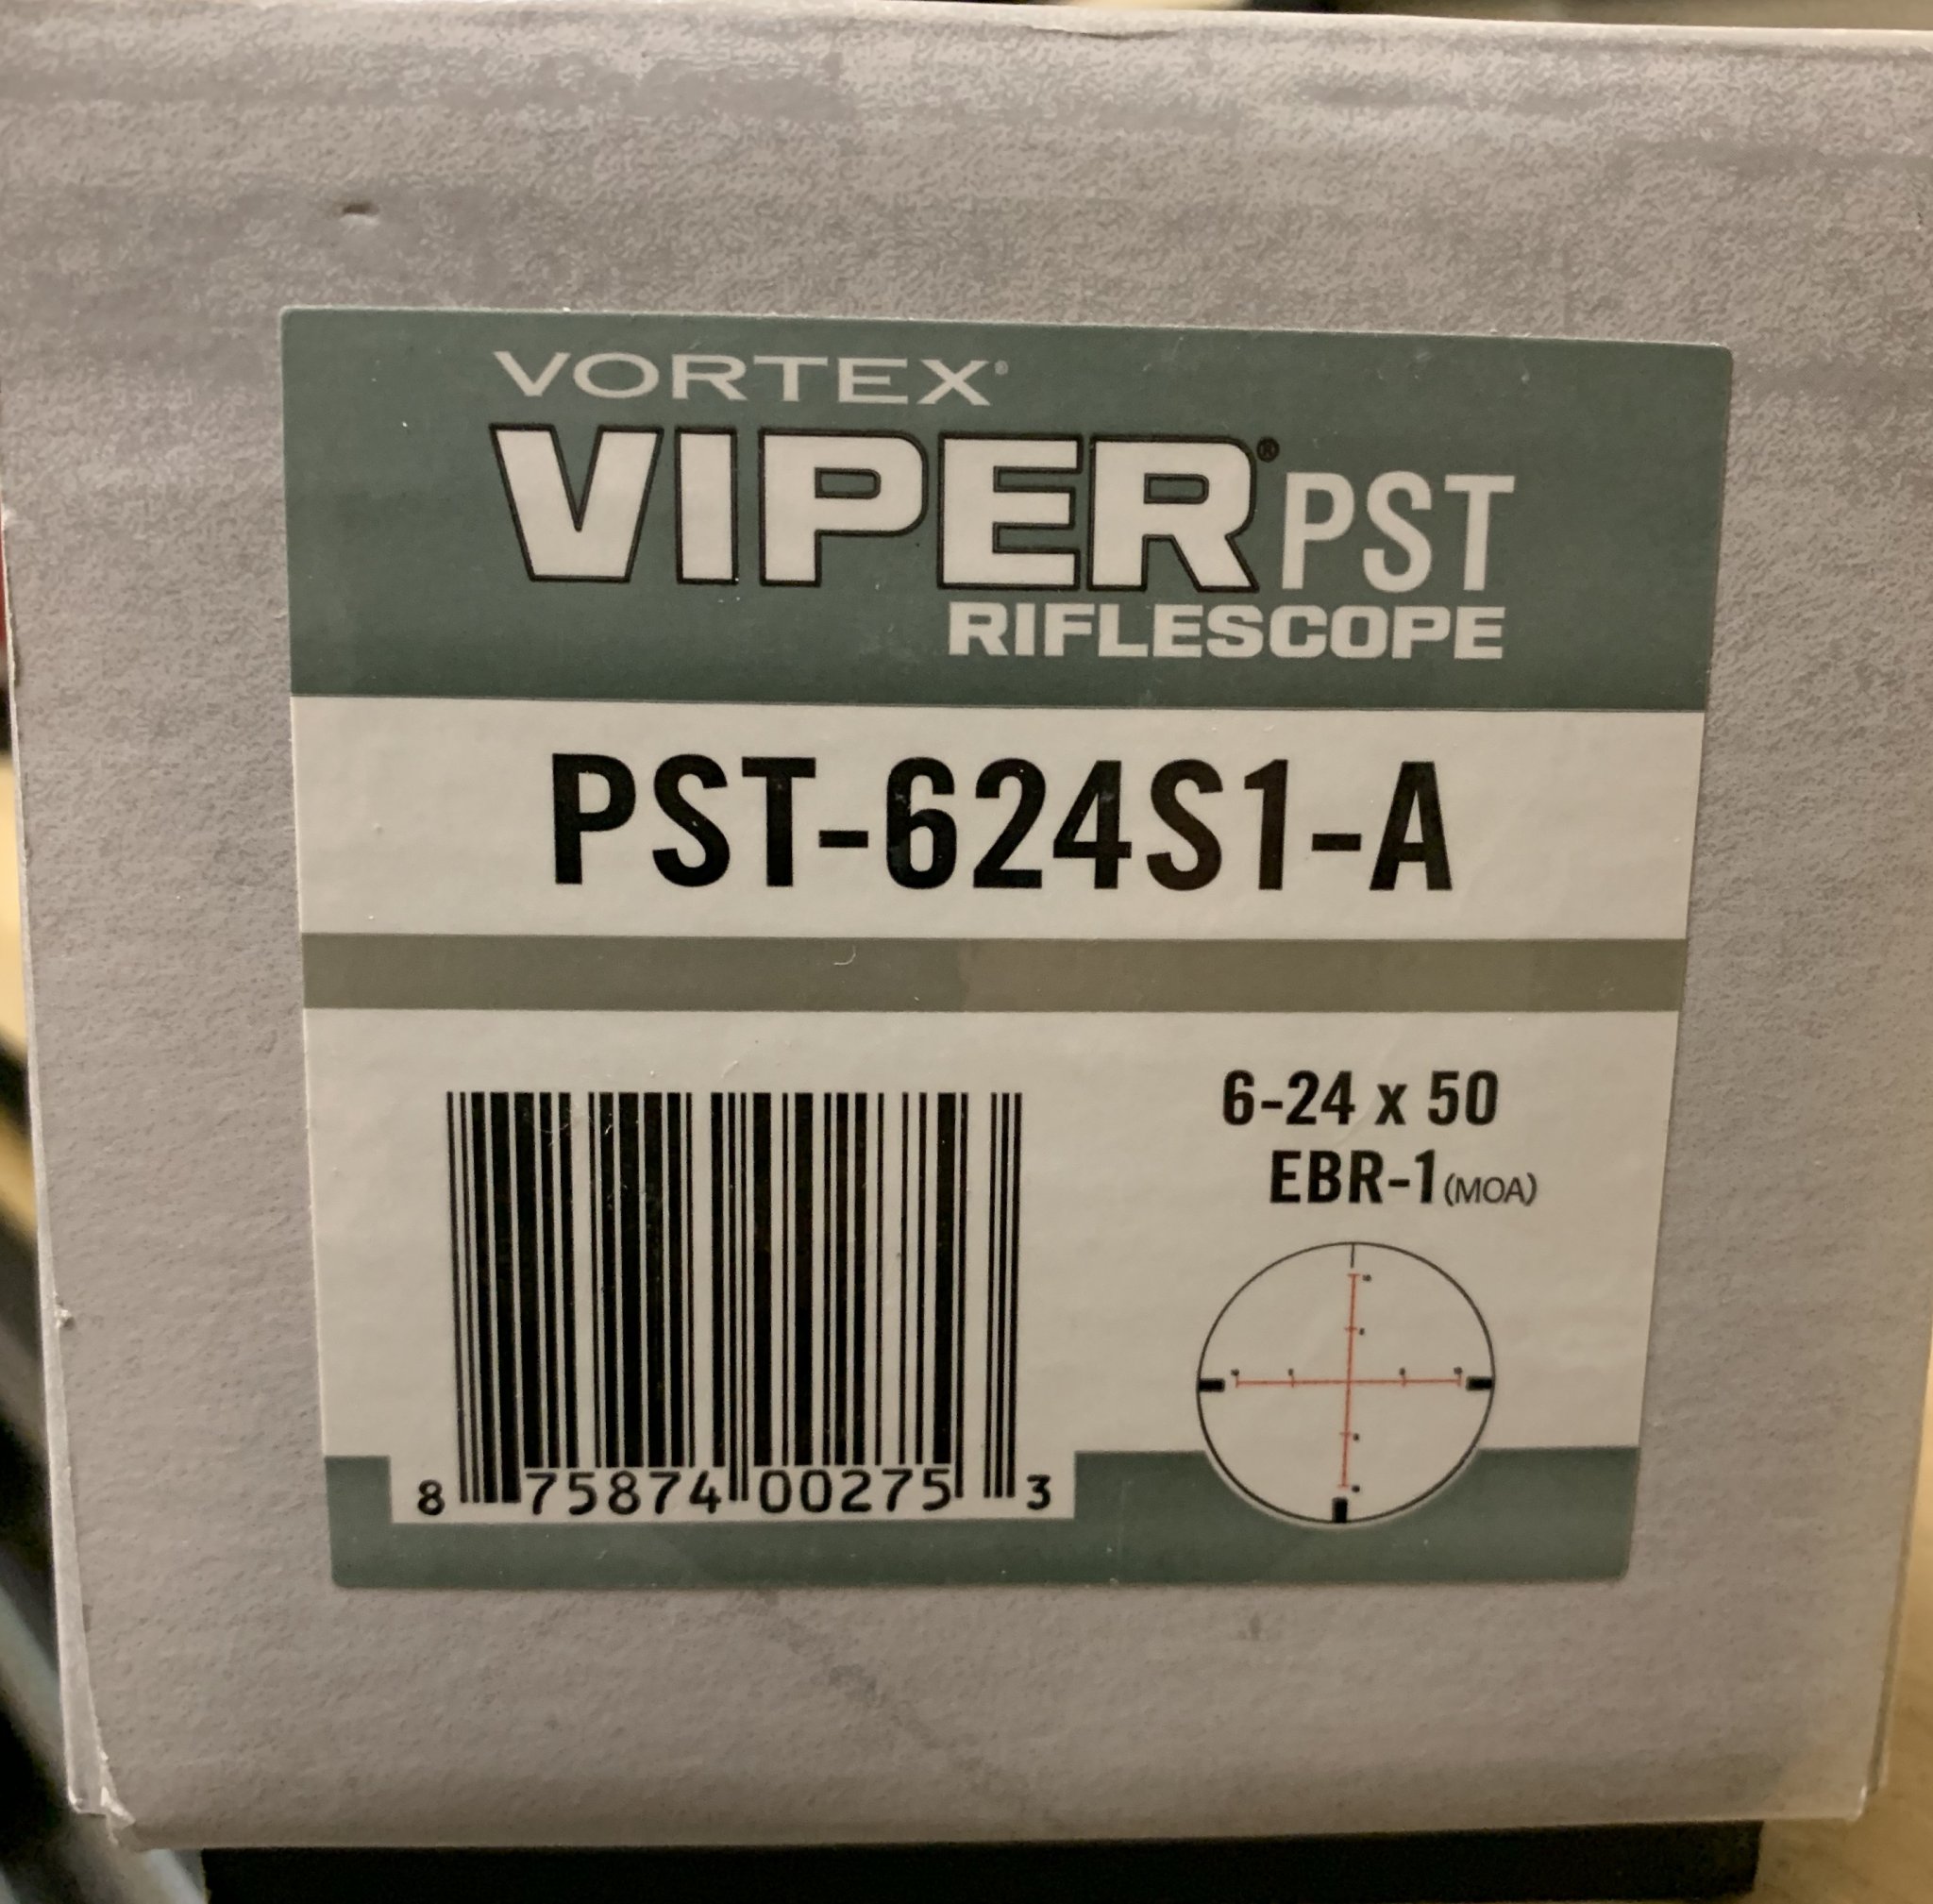 VORTEX®
VIPER® PST
RIFLESCOPE
PST-624S1-A
6-24 x 50
EBR-1 (MOA)
8 75874 00275 3